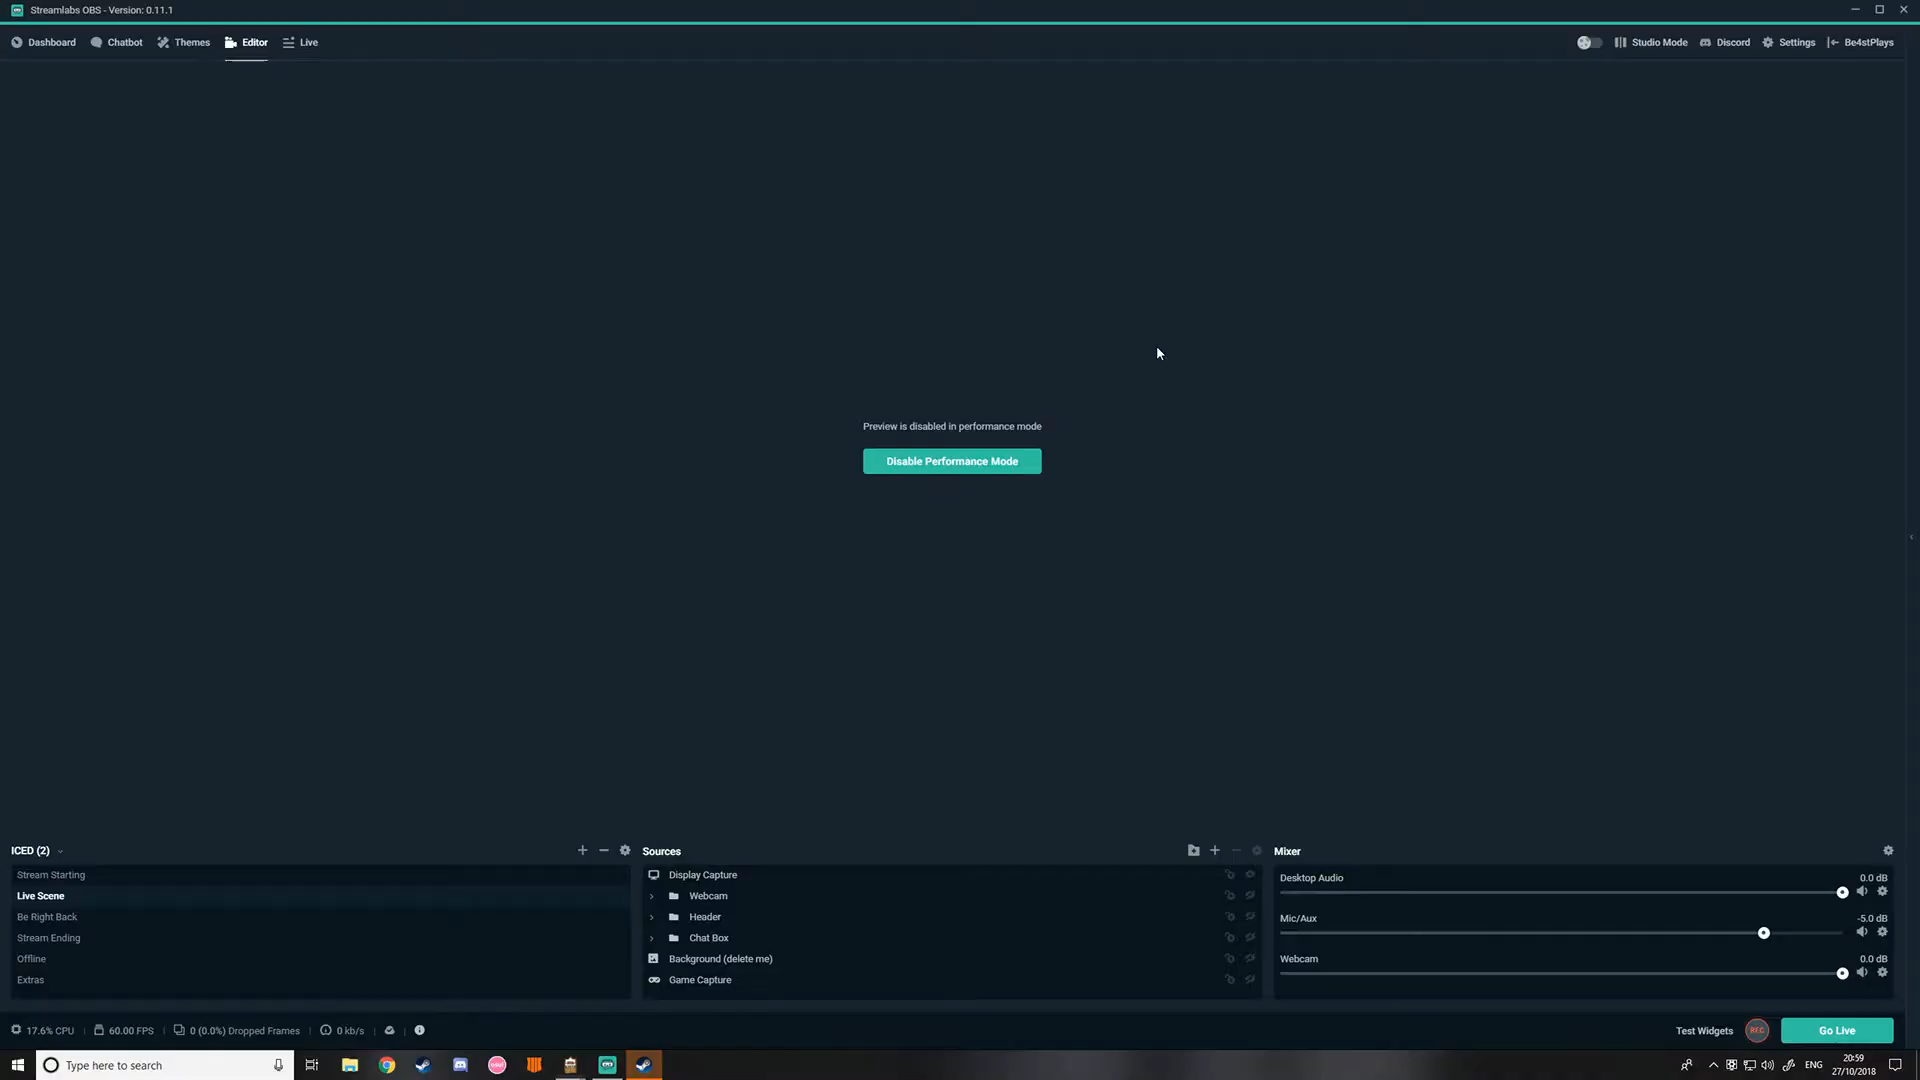 Streamlabs OBS - Version: 0.11.1
Dashboard Chatbot Themes Editor Live Studio Mode Discord Settings Be4stPlays
Preview is disabled in performance mode
Disable Performance Mode
ICED (2)
Stream Starting
Live Scene
Be Right Back
Stream Ending
Offline
Extras
Sources
Display Capture
Webcam
Header
Chat Box
Background (delete me)
Game Capture
Mixer
Desktop Audio 0.0 dB
Mic/Aux -5.0 dB
Webcam 0.0 dB
17.6% CPU 60.00 FPS 0 (0.0%) Dropped Frames 0 kb/s Test Widgets REC Go Live
Type here to search
ENG
20:59
27/10/2018